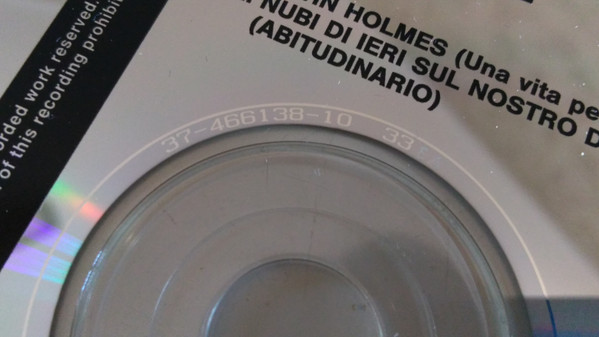 HOLMES (Una vita pe
NUBI DI IERI SUL NOSTRO D
(ABITUDINARIO)
orded work reserved.
of this recording prohibi
37-466138-10 33